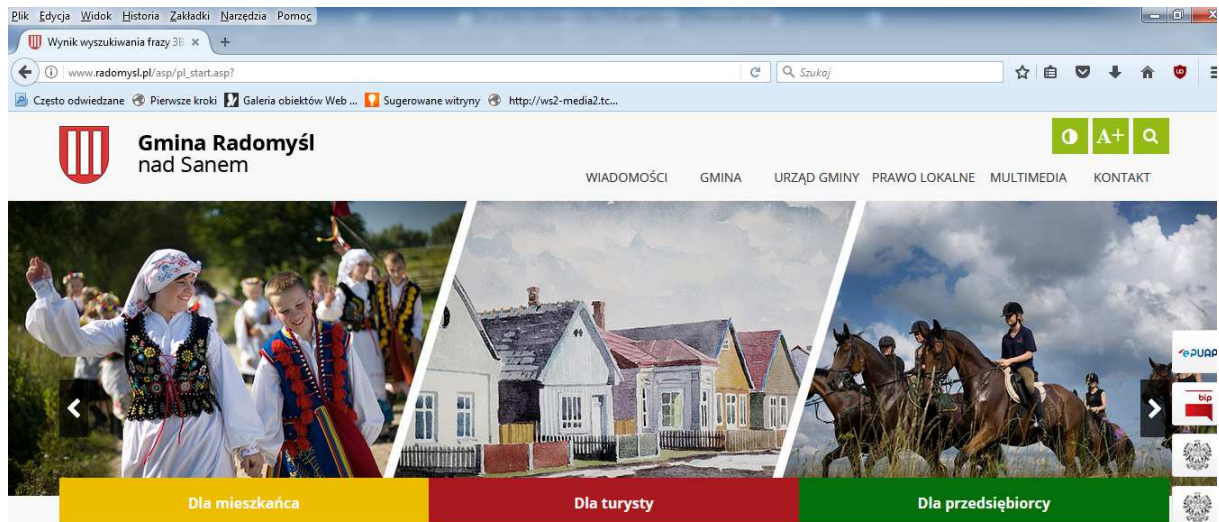 Plik Edycja Widok Historia Zakładki Narzędzia Pomoc
Wynik wyszukiwania frazy 3B
www.radomysl.pl/asp/pl_start.asp?
Szukaj
Często odwiedzane Pierwsze kroki Galeria obiektów Web ... Sugerowane witryny http://ws2-media2.tc...
Gmina Radomyśl
nad Sanem
A+
WIADOMOŚCI GMINA URZĄD GMINY PRAWO LOKALNE MULTIMEDIA KONTAKT
ePUAP
bip
Dla mieszkańca Dla turysty Dla przedsiębiorcy